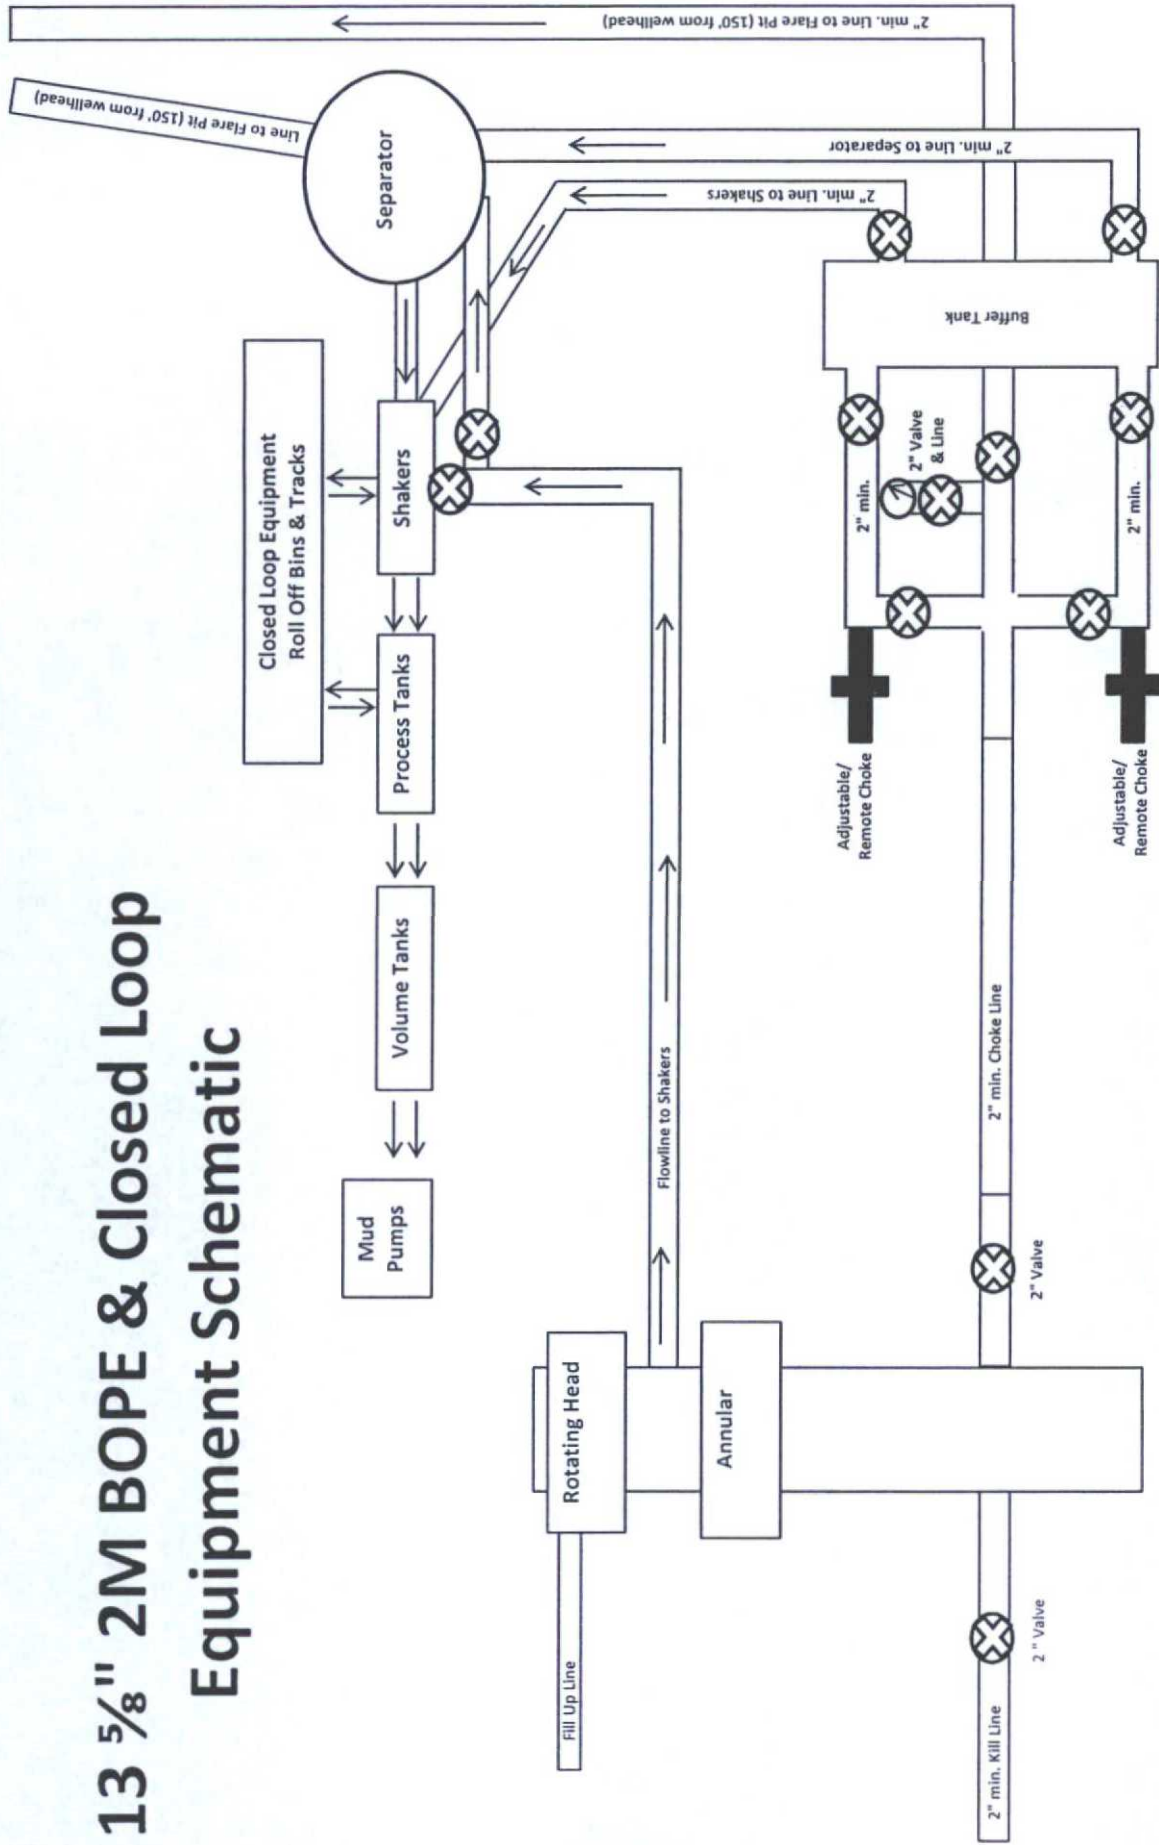 13 ⅝" 2M BOPE & Closed Loop
Equipment Schematic
Closed Loop Equipment
Roll Off Bins & Tracks
Mud
Pumps
Volume Tanks
Process Tanks
Shakers
Separator
Line to Flare Pit (150' from wellhead)
2" min. Line to Flare Pit (150' from wellhead)
Fill Up Line
Rotating Head
Flowline to Shakers
Annular
2" min. Line to Shakers
2" min. Line to Separator
Adjustable/
Remote Choke
2" min.
2" Valve
& Line
Buffer Tank
2" min. Kill Line
2 " Valve
2" Valve
2" min. Choke Line
Adjustable/
Remote Choke
2" min.